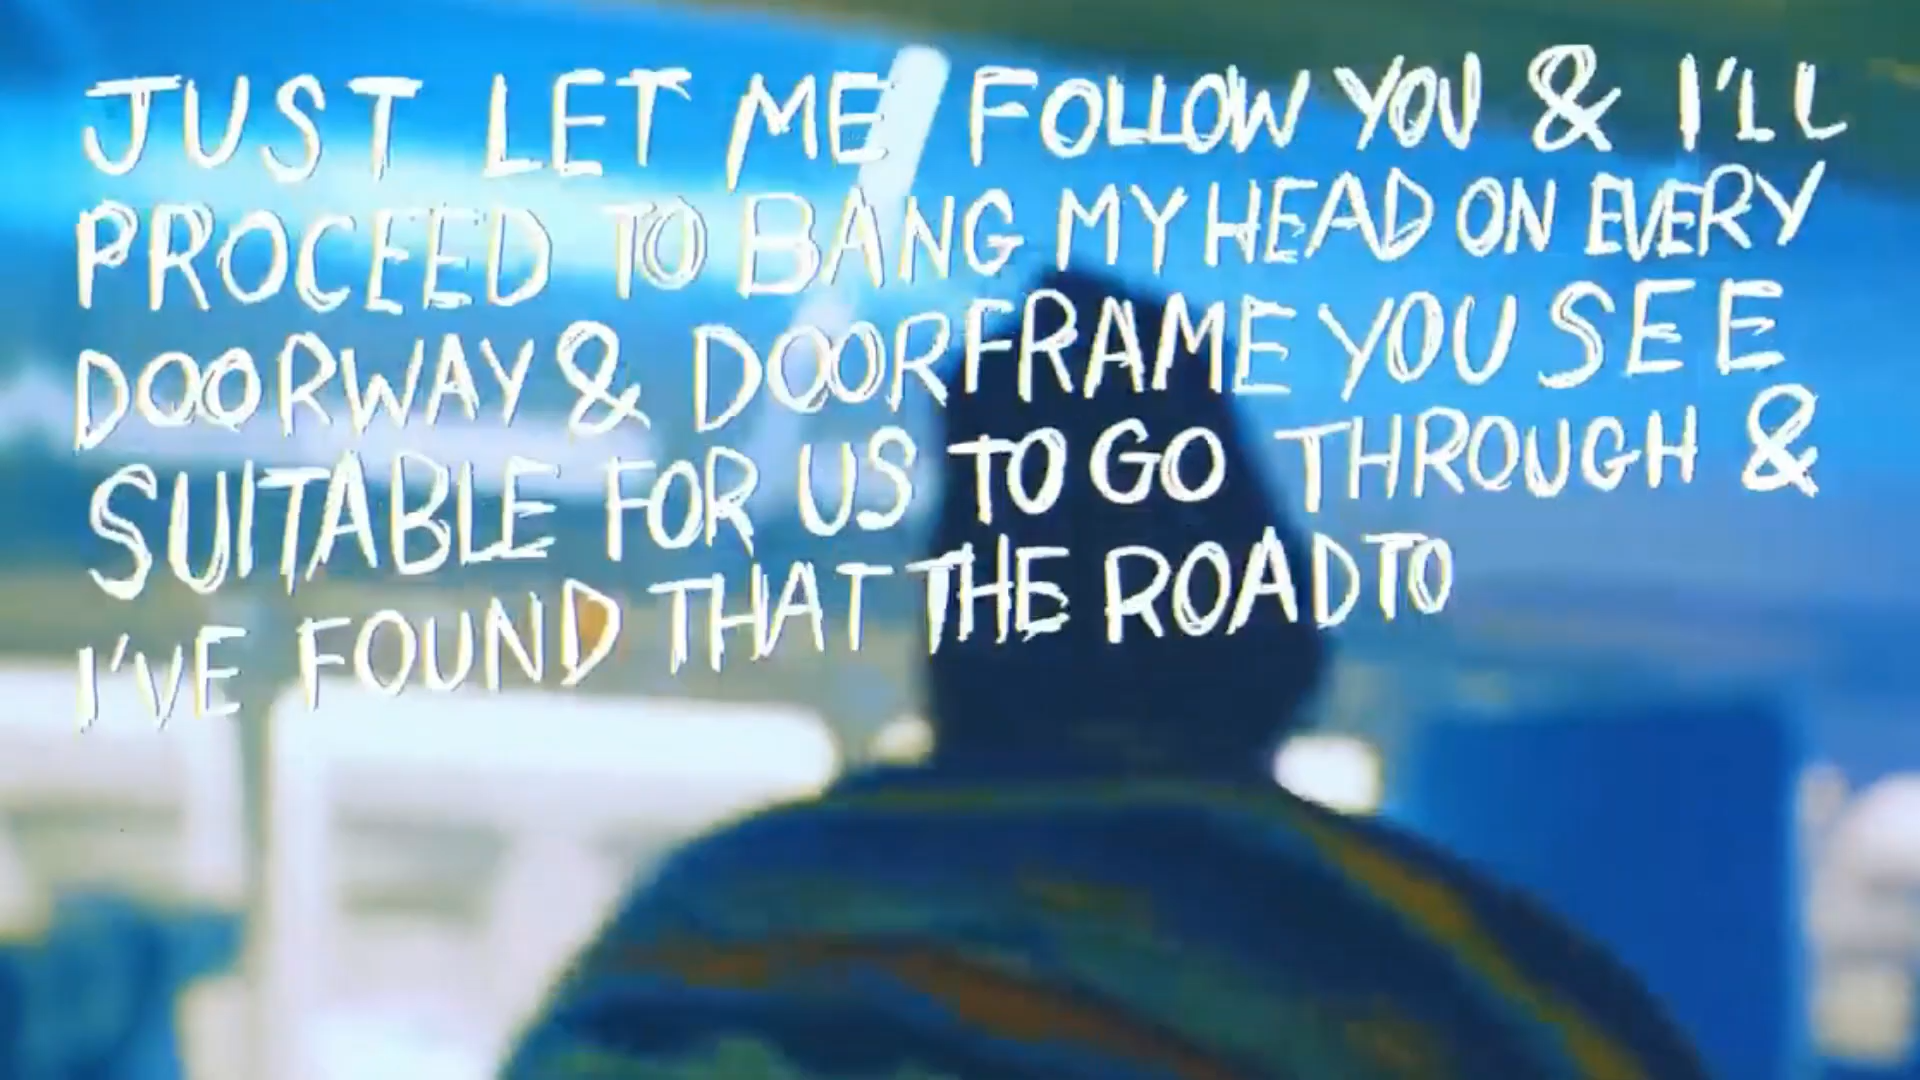 JUST LET ME FOLLOW YOU & I'LL
PROCEED TO BANG MY HEAD ON EVERY
DOORWAY & DOORFRAME YOU SEE
SUITABLE FOR US TO GO THROUGH &
I'VE FOUND THAT THE ROAD TO